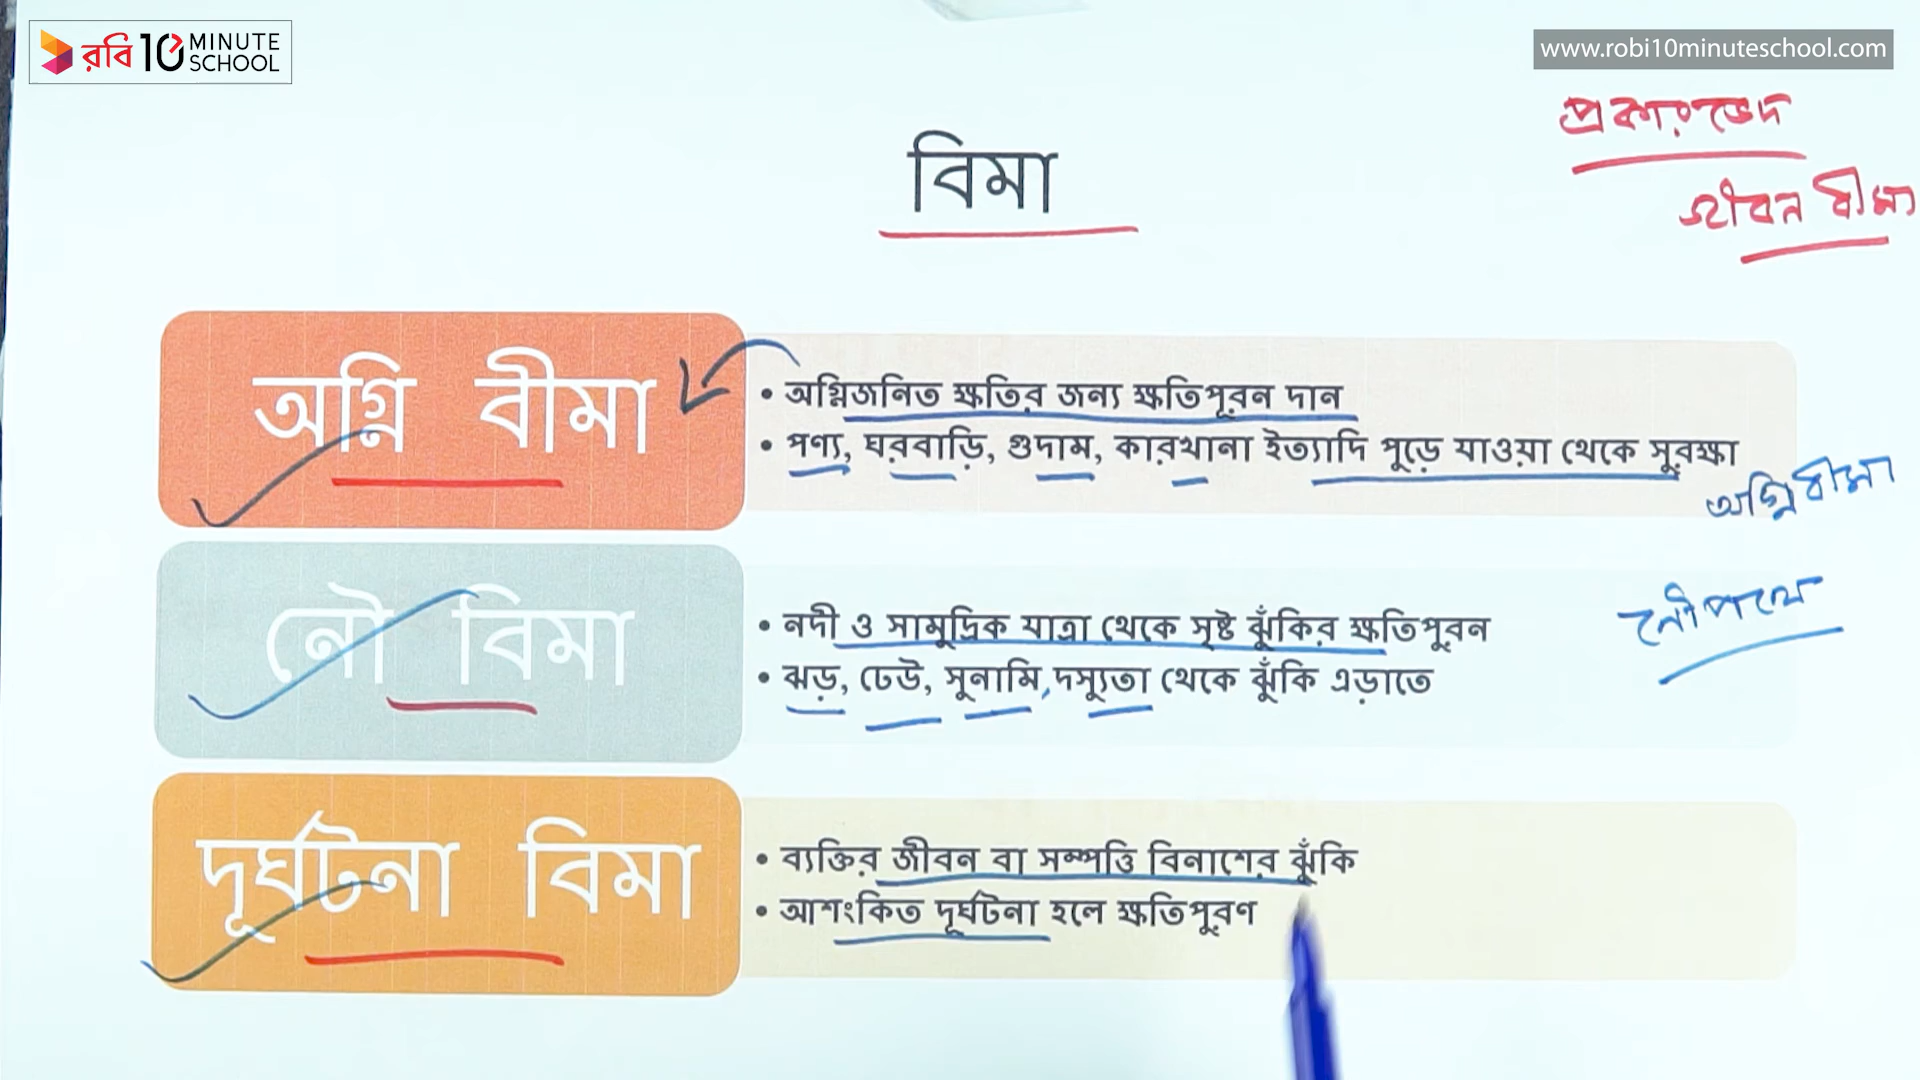 রবি 10 MINUTE SCHOOL
www.robi10minuteschool.com
প্রকারভেদ
জীবন বীমা
বিমা
অগ্নি বীমা
• অগ্নিজনিত ক্ষতির জন্য ক্ষতিপূরন দান
• পণ্য, ঘরবাড়ি, গুদাম, কারখানা ইত্যাদি পুড়ে যাওয়া থেকে সুরক্ষা
অগ্নিবীমা
নৌ বিমা
• নদী ও সামুদ্রিক যাত্রা থেকে সৃষ্ট ঝুঁকির ক্ষতিপুরন
• ঝড়, ঢেউ, সুনামি,দস্যুতা থেকে ঝুঁকি এড়াতে
নৌপথে
দূর্ঘটনা বিমা
• ব্যক্তির জীবন বা সম্পত্তি বিনাশের ঝুঁকি
• আশংকিত দূর্ঘটনা হলে ক্ষতিপুরণ